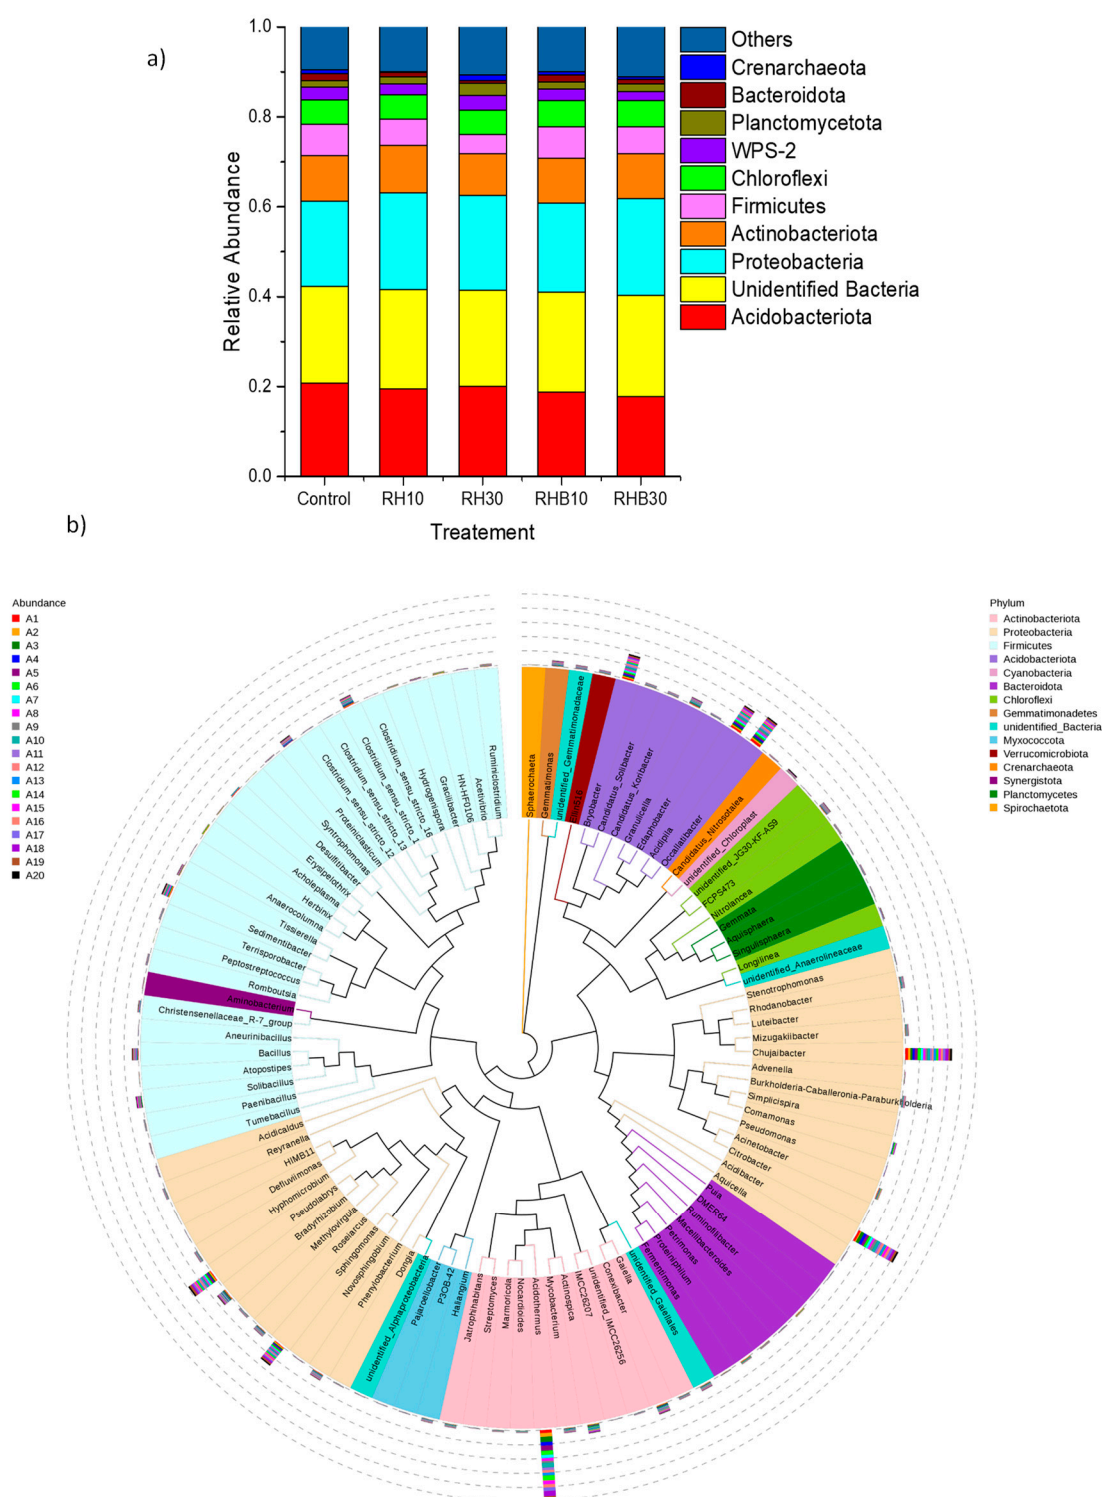 a)
1.0
0.8
0.6
0.4
0.2
0.0
Relative Abundance
Control
RH10
RH30
RHB10
RHB30
Treatement
Others
Crenarchaeota
Bacteroidota
Planctomycetota
WPS-2
Chloroflexi
Firmicutes
Actinobacteriota
Proteobacteria
Unidentified Bacteria
Acidobacteriota
b)
Abundance
A1
A2
A3
A4
A5
A6
A7
A8
A9
A10
A11
A12
A13
A14
A15
A16
A17
A18
A19
A20
Phylum
Actinobacteriota
Proteobacteria
Firmicutes
Acidobacteriota
Cyanobacteria
Bacteroidota
Chloroflexi
Gemmatimonadetes
unidentified_Bacteria
Myxococcota
Verrucomicrobiota
Crenarchaeota
Synergistota
Planctomycetes
Spirochaetota
Sphaerochaeta
Gemmatimonas
unidentified_Gemmatimonadaceae
Bryobacter
Candidatus_Solibacter
Candidatus_Koribacter
Granulicella
Edaphobacter
Acidipila
Occallatibacter
Candidatus_Nitrosotalea
unidentified_Chloroplast
unidentified_JG30-KF-AS9
FCPS473
Nitrolancea
Gemmata
Aquisphaera
Singulisphaera
Longilinea
unidentified_Anaerolineaceae
Stenotrophomonas
Rhodanobacter
Luteibacter
Mizugakiibacter
Chujaibacter
Advenella
Burkholderia-Caballeronia-Paraburkholderia
Simplicispira
Comamonas
Pseudomonas
Acinetobacter
Citrobacter
Acidibacter
Aquicella
Puia
DMER64
Ruminofilibacter
Macellibacteroides
Petrimonas
Proteiniphilum
Fermentimonas
unidentified_Gaiellales
Gaiella
Conexibacter
unidentified_IMCC26256
IMCC26207
Actinospica
Mycobacterium
Acidothermus
Nocardioides
Marmoricola
Streptomyces
Jatrophihabitans
Haliangium
P3OB-42
Pajaroellobacter
unidentified_Alphaproteobacteria
Dongia
Phenylobacterium
Novosphingobium
Sphingomonas
Roseiarcus
Methylovirgula
Bradyrhizobium
Pseudolabrys
Hyphomicrobium
Defluviimonas
HIMB11
Reyranella
Acidicaldus
Tumebacillus
Paenibacillus
Solibacillus
Atopostipes
Bacillus
Aneurinibacillus
Christensenellaceae_R-7_group
Aminobacterium
Romboutsia
Peptostreptococcus
Terrisporobacter
Sedimentibacter
Tissierella
Anaerocolumna
Herbinix
Acholeplasma
Erysipelothrix
Desulfitibacter
Syntrophomonas
Proteiniclasticum
Clostridium_sensu_stricto_12
Clostridium_sensu_stricto_13
Clostridium_sensu_stricto_1
Clostridium_sensu_stricto_16
Hydrogenispora
Gracilibacter
HN-HF0106
Acetivibrio
Ruminiclostridium